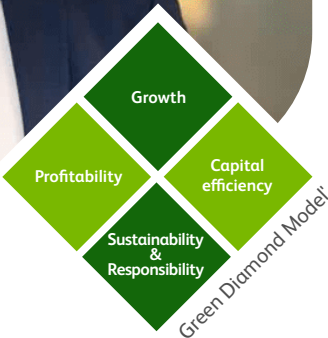 Growth
Profitability
Capital
efficiency
Sustainability
&
Responsibility
Green Diamond Model'